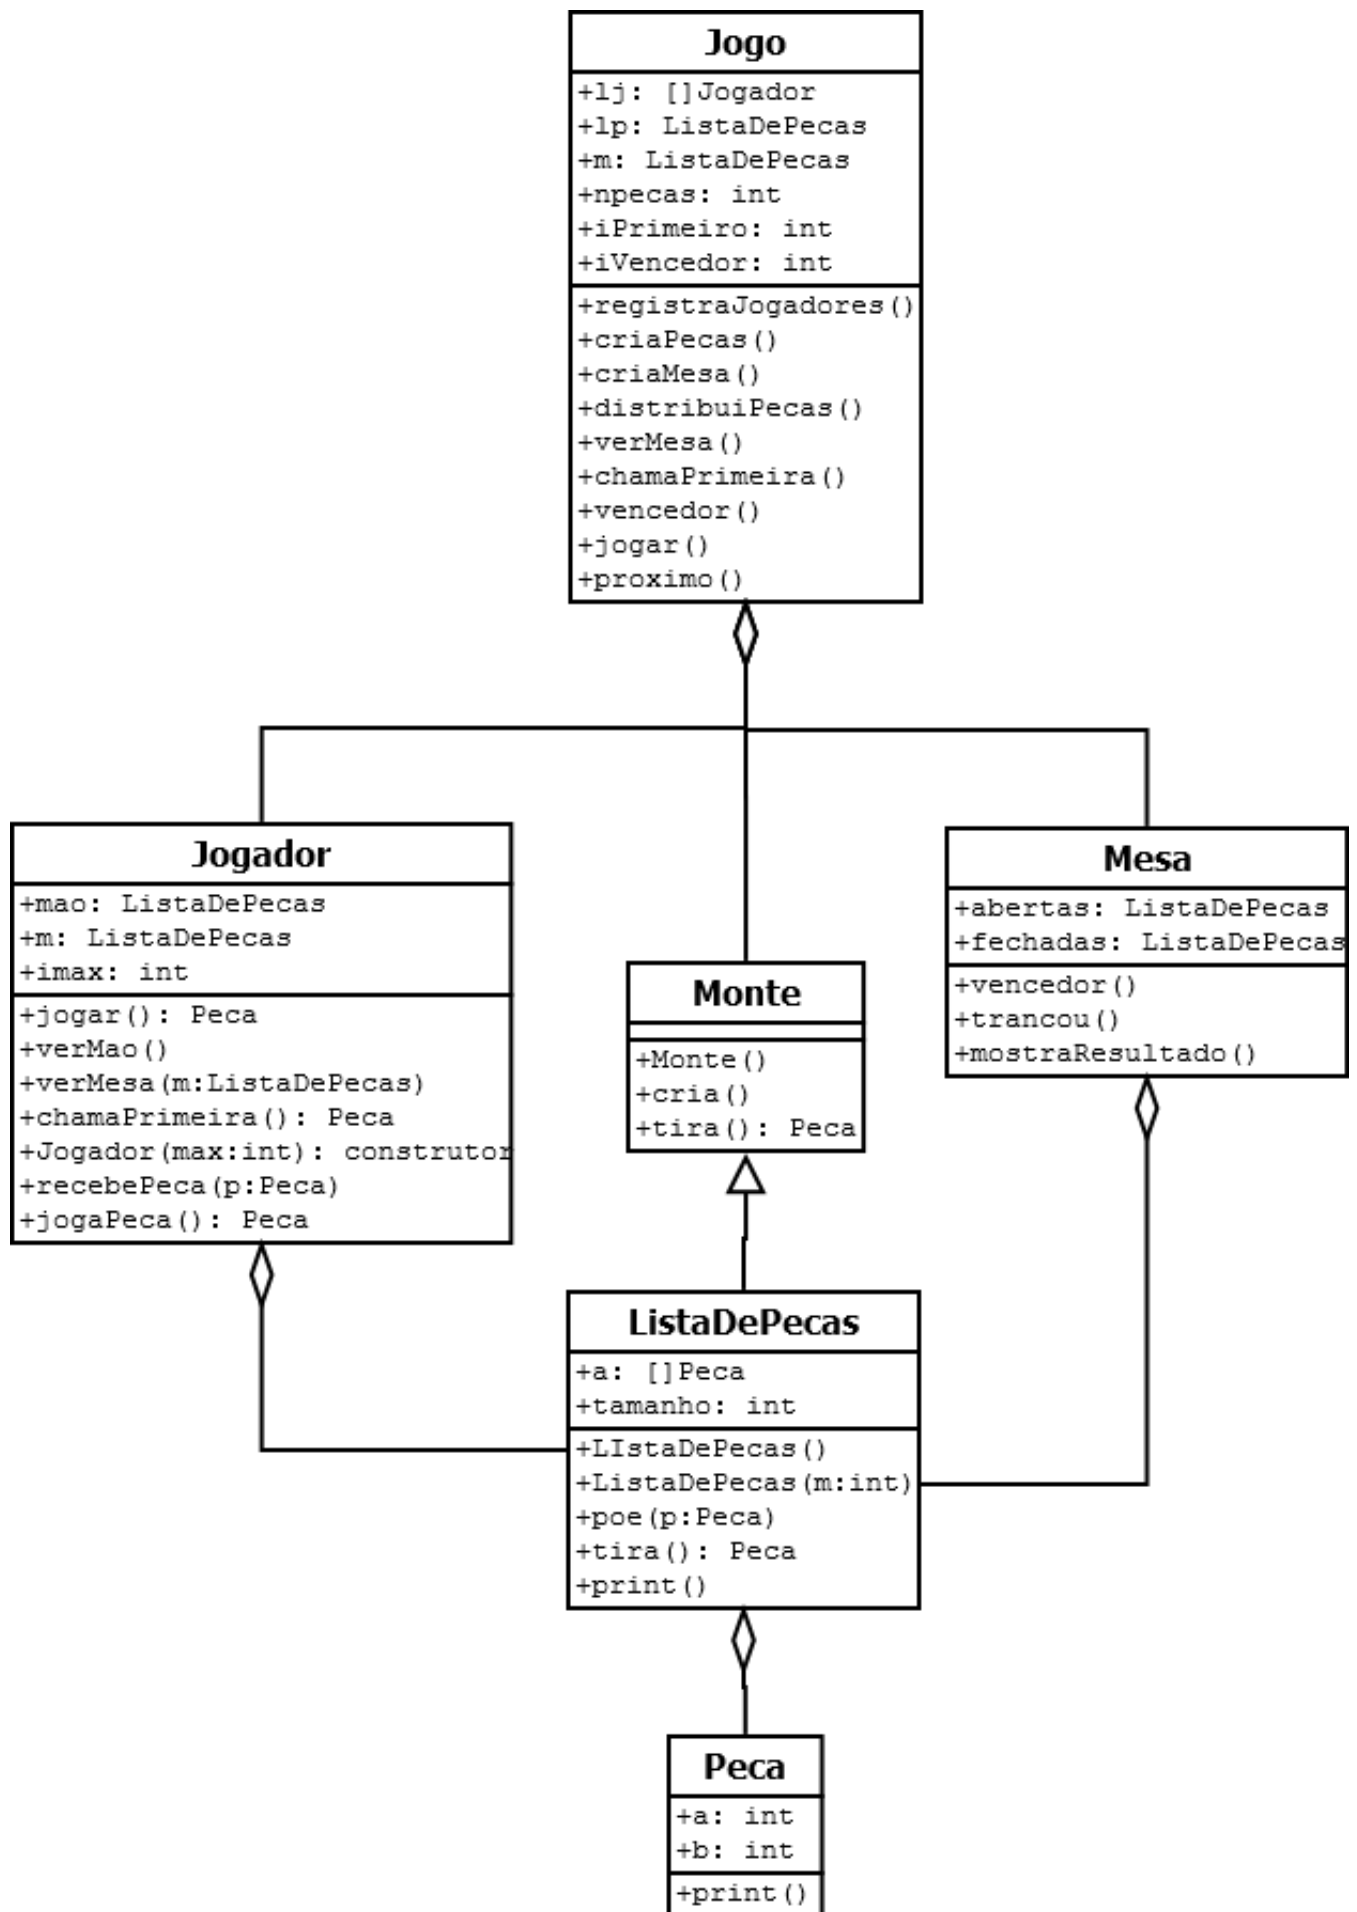 Jogo
+lj: []Jogador
+lp: ListaDePecas
+m: ListaDePecas
+npecas: int
+iPrimeiro: int
+iVencedor: int
+registraJogadores()
+criaPecas()
+criaMesa()
+distribuiPecas()
+verMesa()
+chamaPrimeira()
+vencedor()
+jogar()
+proximo()
Jogador
+mao: ListaDePecas
+m: ListaDePecas
+imax: int
+jogar(): Peca
+verMao()
+verMesa(m:ListaDePecas)
+chamaPrimeira(): Peca
+Jogador(max:int): construtor
+recebePeca(p:Peca)
+jogaPeca(): Peca
Monte
+Monte()
+cria()
+tira(): Peca
Mesa
+abertas: ListaDePecas
+fechadas: ListaDePecas
+vencedor()
+trancou()
+mostraResultado()
ListaDePecas
+a: []Peca
+tamanho: int
+LIstaDePecas()
+ListaDePecas(m:int)
+poe(p:Peca)
+tira(): Peca
+print()
Peca
+a: int
+b: int
+print()